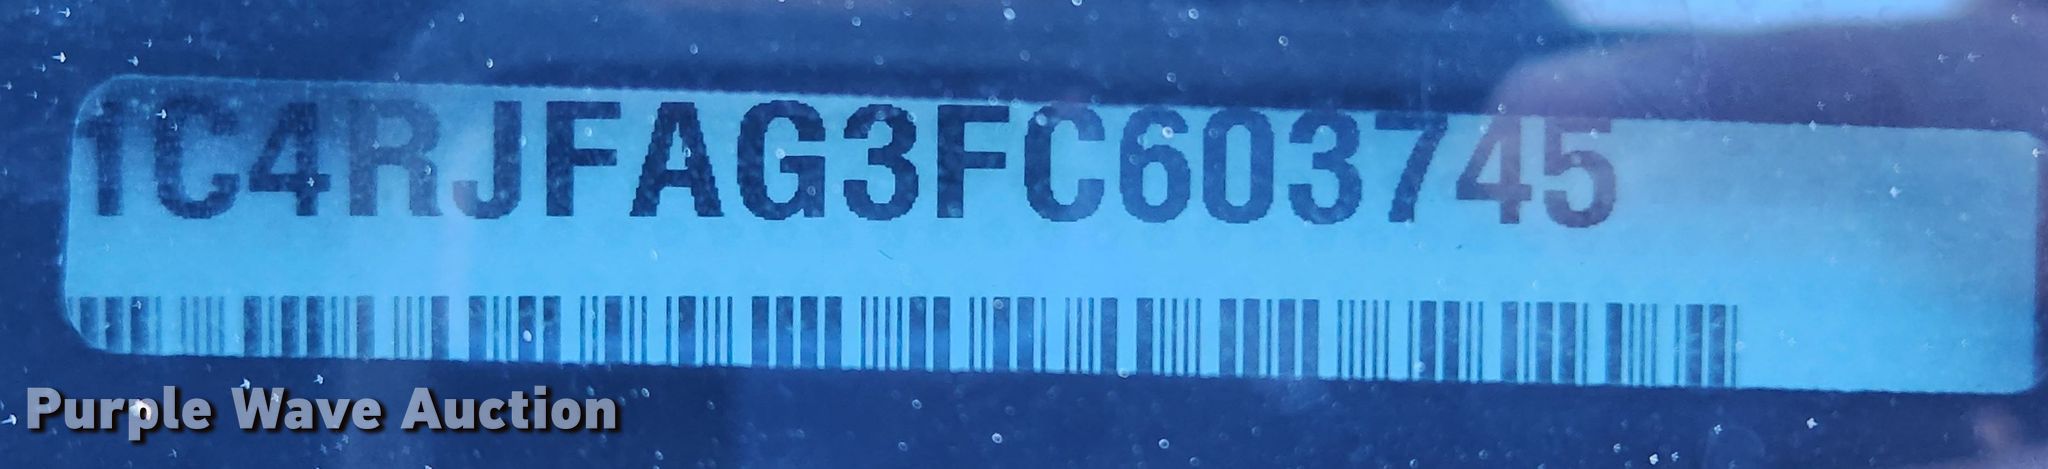 1C4RJFAG3FC603745
Purple Wave Auction